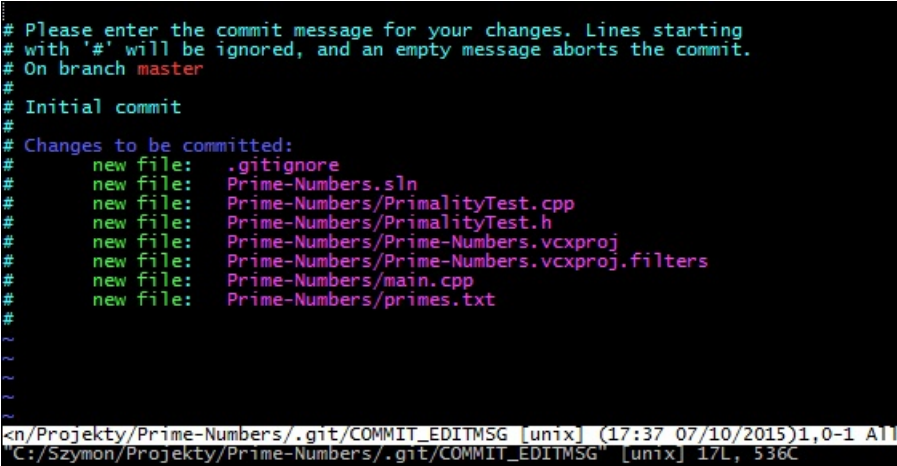 # Please enter the commit message for your changes. Lines starting
# with '#' will be ignored, and an empty message aborts the commit.
# On branch master
#
# Initial commit
#
# Changes to be committed:
#       new file:   .gitignore
#       new file:   Prime-Numbers.sln
#       new file:   Prime-Numbers/PrimalityTest.cpp
#       new file:   Prime-Numbers/PrimalityTest.h
#       new file:   Prime-Numbers/Prime-Numbers.vcxproj
#       new file:   Prime-Numbers/Prime-Numbers.vcxproj.filters
#       new file:   Prime-Numbers/main.cpp
#       new file:   Prime-Numbers/primes.txt
#
~
~
~
~
~
<n/Projekty/Prime-Numbers/.git/COMMIT_EDITMSG [unix] (17:37 07/10/2015)1,0-1 All
"C:/Szymon/Projekty/Prime-Numbers/.git/COMMIT_EDITMSG" [unix] 17L, 536C